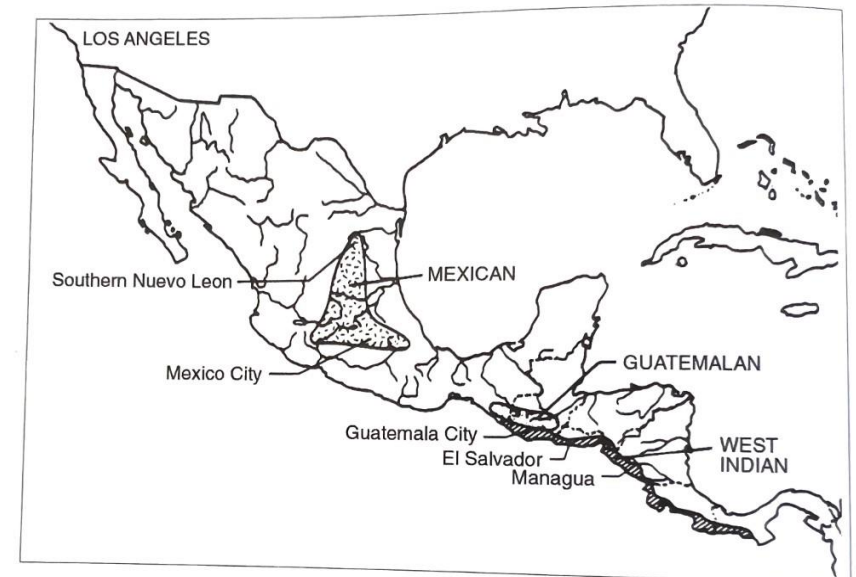 LOS ANGELES
Southern Nuevo Leon
MEXICAN
Mexico City
GUATEMALAN
Guatemala City
El Salvador
WEST
INDIAN
Managua